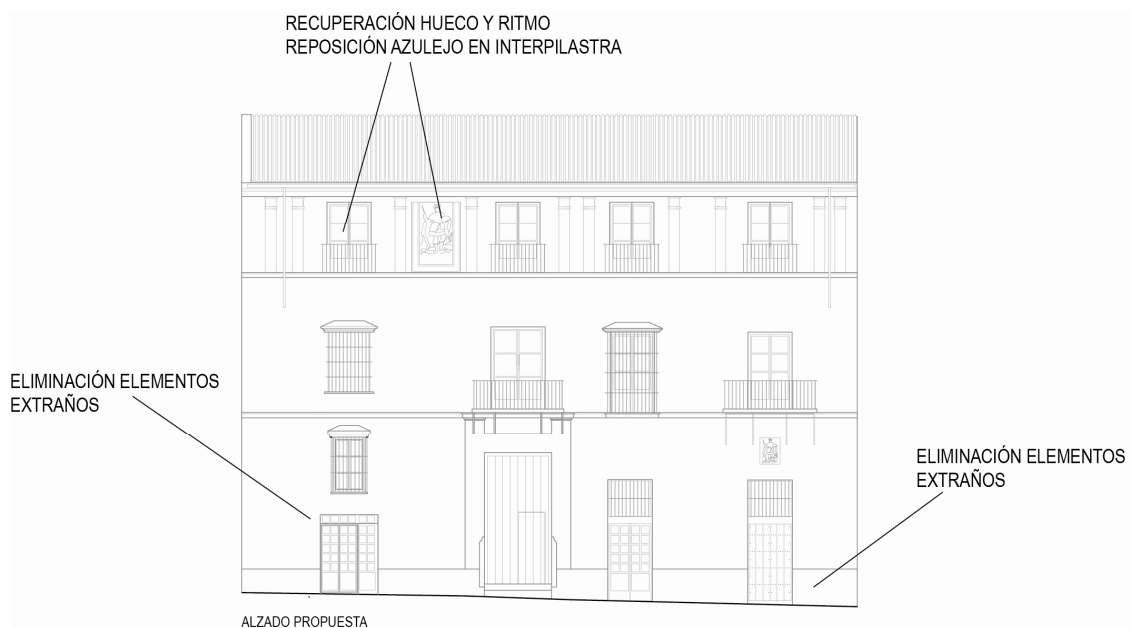 RECUPERACIÓN HUECO Y RITMO
REPOSICIÓN AZULEJO EN INTERPILASTRA
ELIMINACIÓN ELEMENTOS
EXTRAÑOS
ELIMINACIÓN ELEMENTOS
EXTRAÑOS
ALZADO PROPUESTA